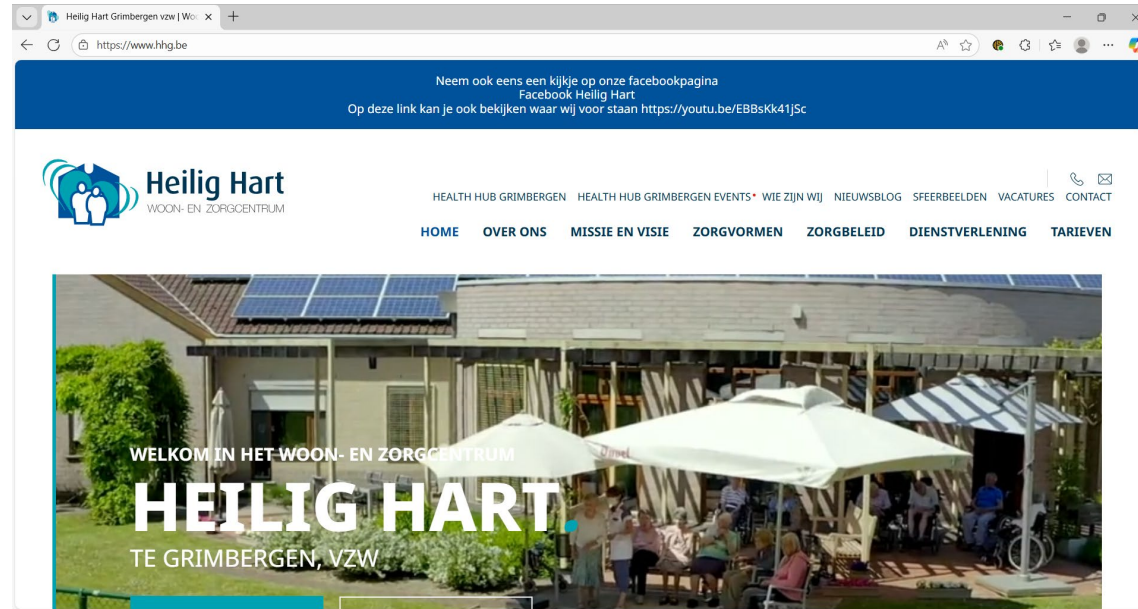 Heilig Hart Grimbergen vzw | Woo
https://www.hhg.be
Neem ook eens een kijkje op onze facebookpagina
Facebook Heilig Hart
Op deze link kan je ook bekijken waar wij voor staan https://youtu.be/EBBsKk41jSc
Heilig Hart
WOON- EN ZORGCENTRUM
HEALTH HUB GRIMBERGEN HEALTH HUB GRIMBERGEN EVENTS• WIE ZIJN WIJ NIEUWSBLOG SFEERBEELDEN VACATURES CONTACT
HOME OVER ONS MISSIE EN VISIE ZORGVORMEN ZORGBELEID DIENSTVERLENING TARIEVEN
WELKOM IN HET WOON- EN ZORGCENTRUM
HEILIG HART.
TE GRIMBERGEN, VZW